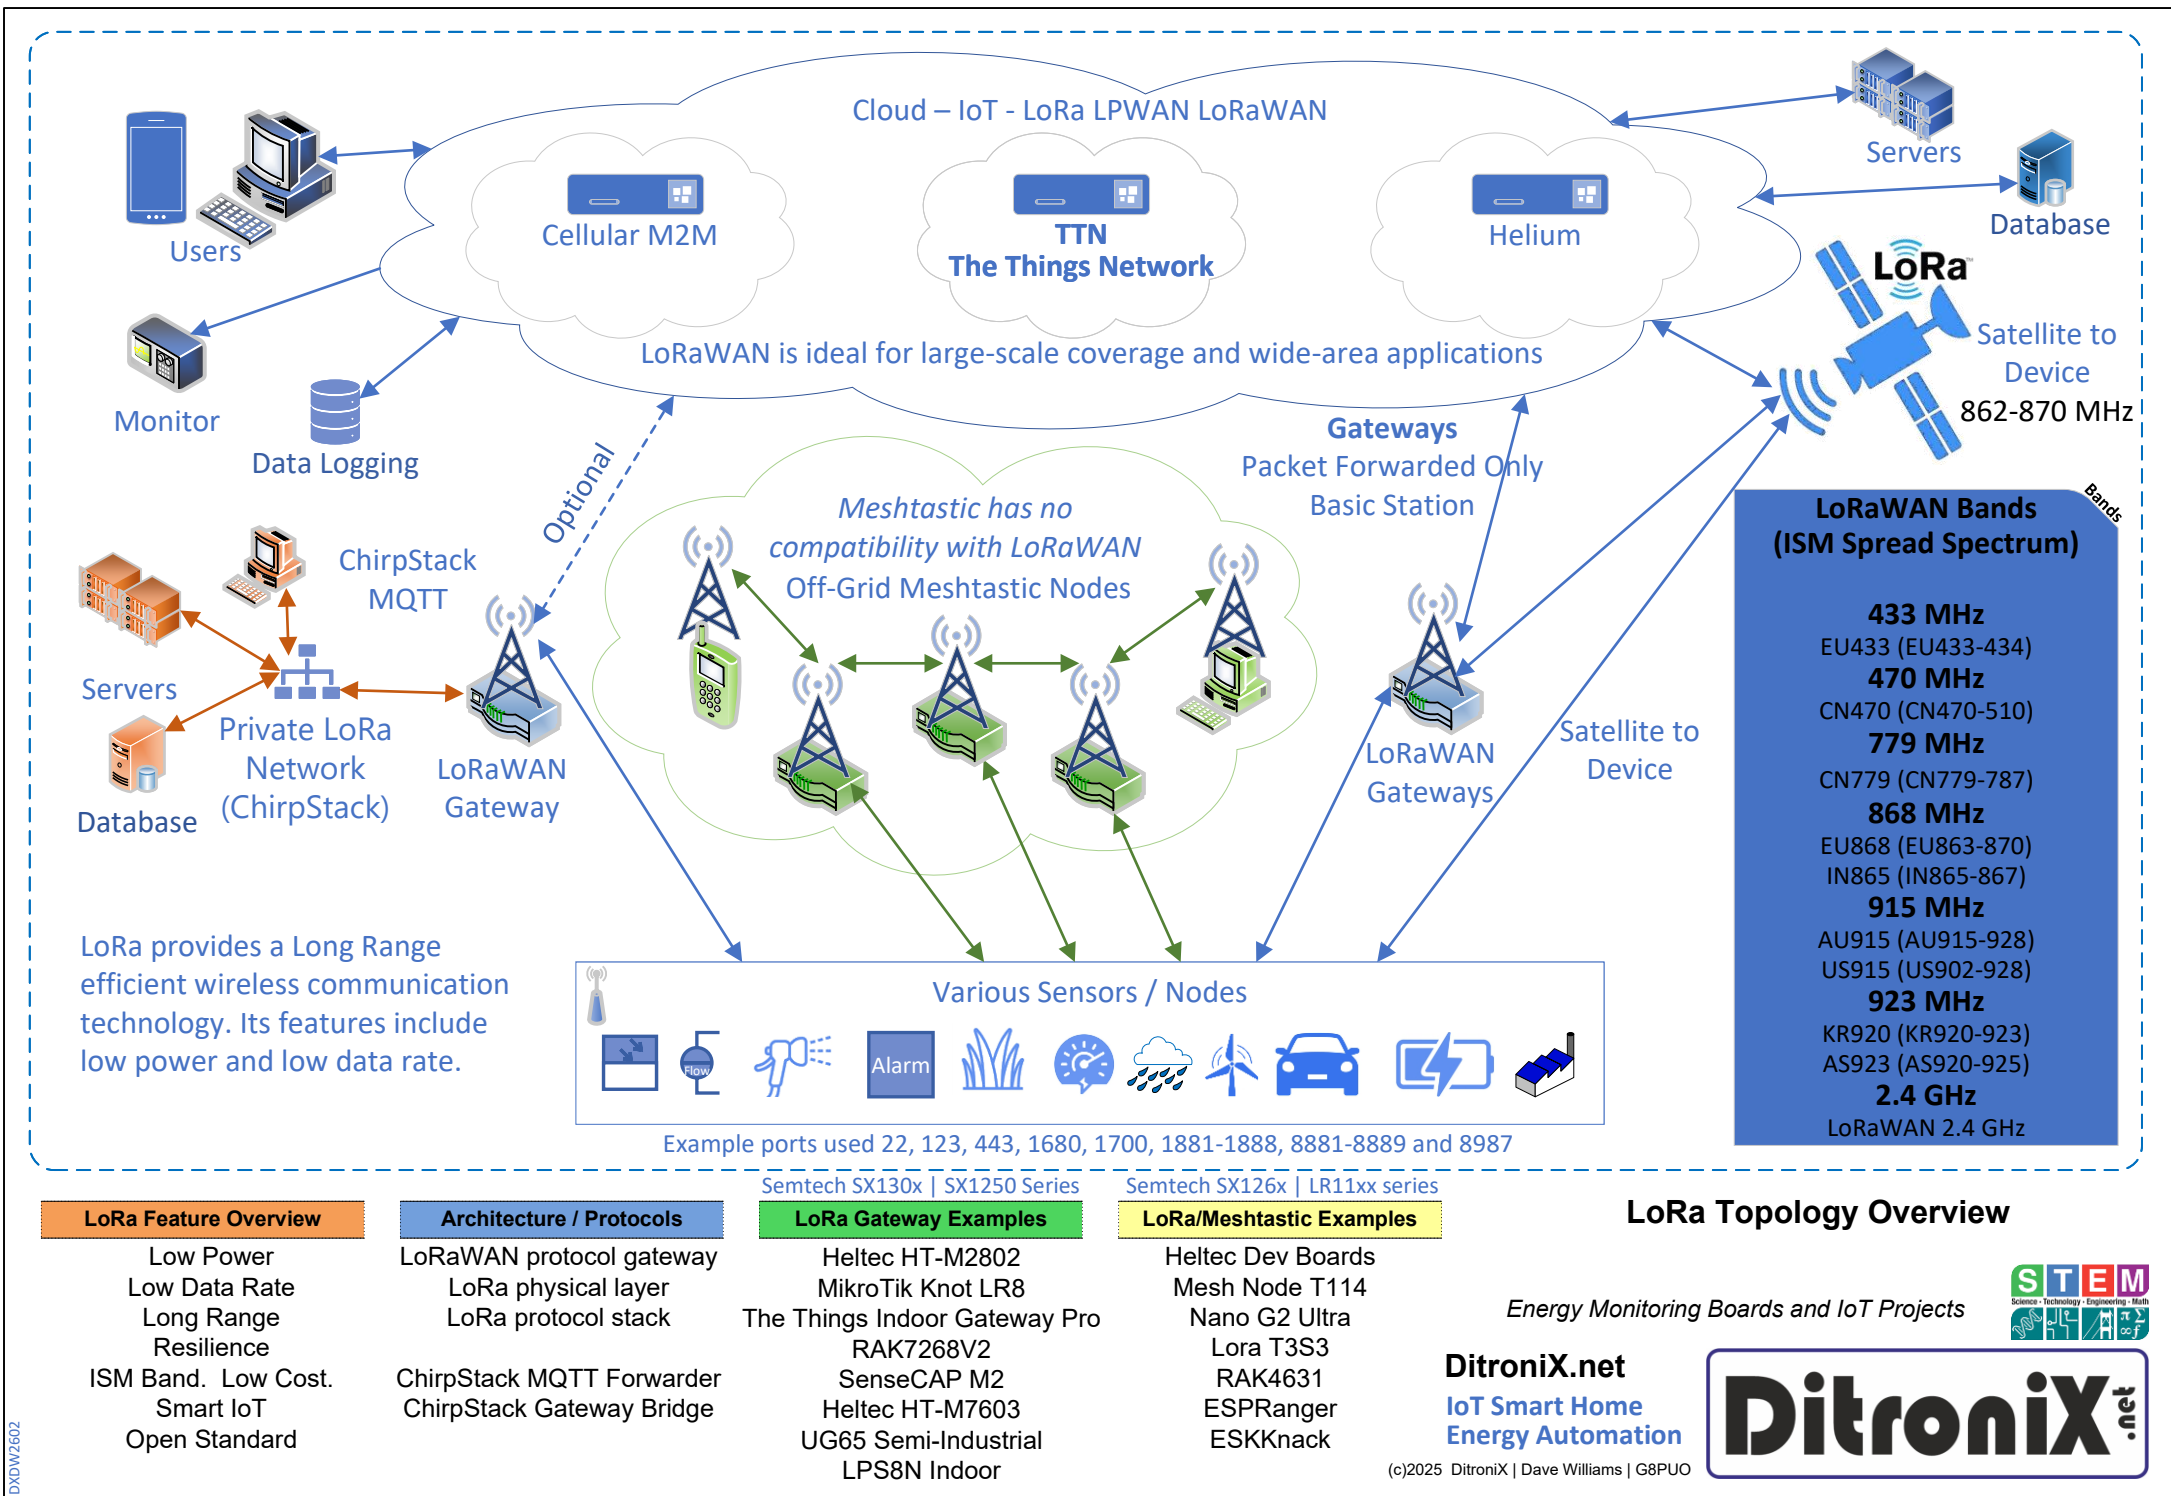 Cloud – IoT - LoRa LPWAN LoRaWAN
Users
Cellular M2M
TTN
The Things Network
Helium
Servers
Database
LoRa™
Satellite to
Device
862-870 MHz
Monitor
Data Logging
LoRaWAN is ideal for large-scale coverage and wide-area applications
Optional
Gateways
Packet Forwarded Only
Basic Station
Meshtastic has no
compatibility with LoRaWAN
Off-Grid Meshtastic Nodes
ChirpStack
MQTT
Servers
Database
Private LoRa
Network
(ChirpStack)
LoRaWAN
Gateway
LoRaWAN
Gateways
Satellite to
Device
Bands
LoRaWAN Bands
(ISM Spread Spectrum)
433 MHz
EU433 (EU433-434)
470 MHz
CN470 (CN470-510)
779 MHz
CN779 (CN779-787)
868 MHz
EU868 (EU863-870)
IN865 (IN865-867)
915 MHz
AU915 (AU915-928)
US915 (US902-928)
923 MHz
KR920 (KR920-923)
AS923 (AS920-925)
2.4 GHz
LoRaWAN 2.4 GHz
LoRa provides a Long Range
efficient wireless communication
technology. Its features include
low power and low data rate.
Various Sensors / Nodes
Flow
Alarm
Example ports used 22, 123, 443, 1680, 1700, 1881-1888, 8881-8889 and 8987
LoRa Feature Overview
Low Power
Low Data Rate
Long Range
Resilience
ISM Band.  Low Cost.
Smart IoT
Open Standard
Architecture / Protocols
LoRaWAN protocol gateway
LoRa physical layer
LoRa protocol stack
ChirpStack MQTT Forwarder
ChirpStack Gateway Bridge
Semtech SX130x | SX1250 Series
LoRa Gateway Examples
Heltec HT-M2802
MikroTik Knot LR8
The Things Indoor Gateway Pro
RAK7268V2
SenseCAP M2
Heltec HT-M7603
UG65 Semi-Industrial
LPS8N Indoor
Semtech SX126x | LR11xx series
LoRa/Meshtastic Examples
Heltec Dev Boards
Mesh Node T114
Nano G2 Ultra
Lora T3S3
RAK4631
ESPRanger
ESKKnack
LoRa Topology Overview
Energy Monitoring Boards and IoT Projects
STEM
Science - Technology - Engineering - Math
DitroniX.net
IoT Smart Home
Energy Automation
(c)2025  DitroniX | Dave Williams | G8PUO
DitroniX.net
DXDW2602